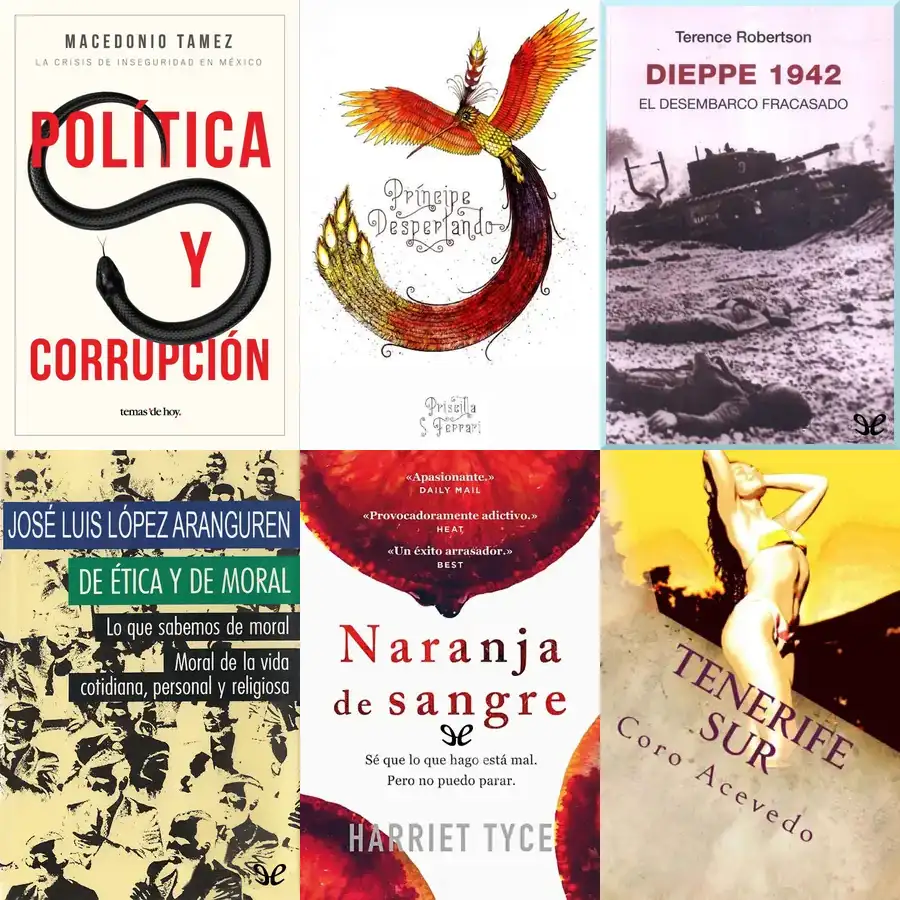 MACEDONIO TAMEZ
LA CRISIS DE INSEGURIDAD EN MÉXICO
POLÍTICA
Y
CORRUPCIÓN
temas'de hoy.
Príncipe
Despertando
Priscilla
S Ferrari
Terence Robertson
DIEPPE 1942
EL DESEMBARCO FRACASADO
JOSÉ LUIS LÓPEZ ARANGUREN
DE ÉTICA Y DE MORAL
Lo que sabemos de moral
Moral de la vida
cotidiana, personal y religiosa
«Apasionante.»
DAILY MAIL
«Provocadoramente adictivo.»
HEAT
«Un éxito arrasador.»
BEST
Naranja
de sangre
Sé que lo que hago está mal.
Pero no puedo parar.
HARRIET TYCE
TENERIFE
SUR
Coro Acevedo